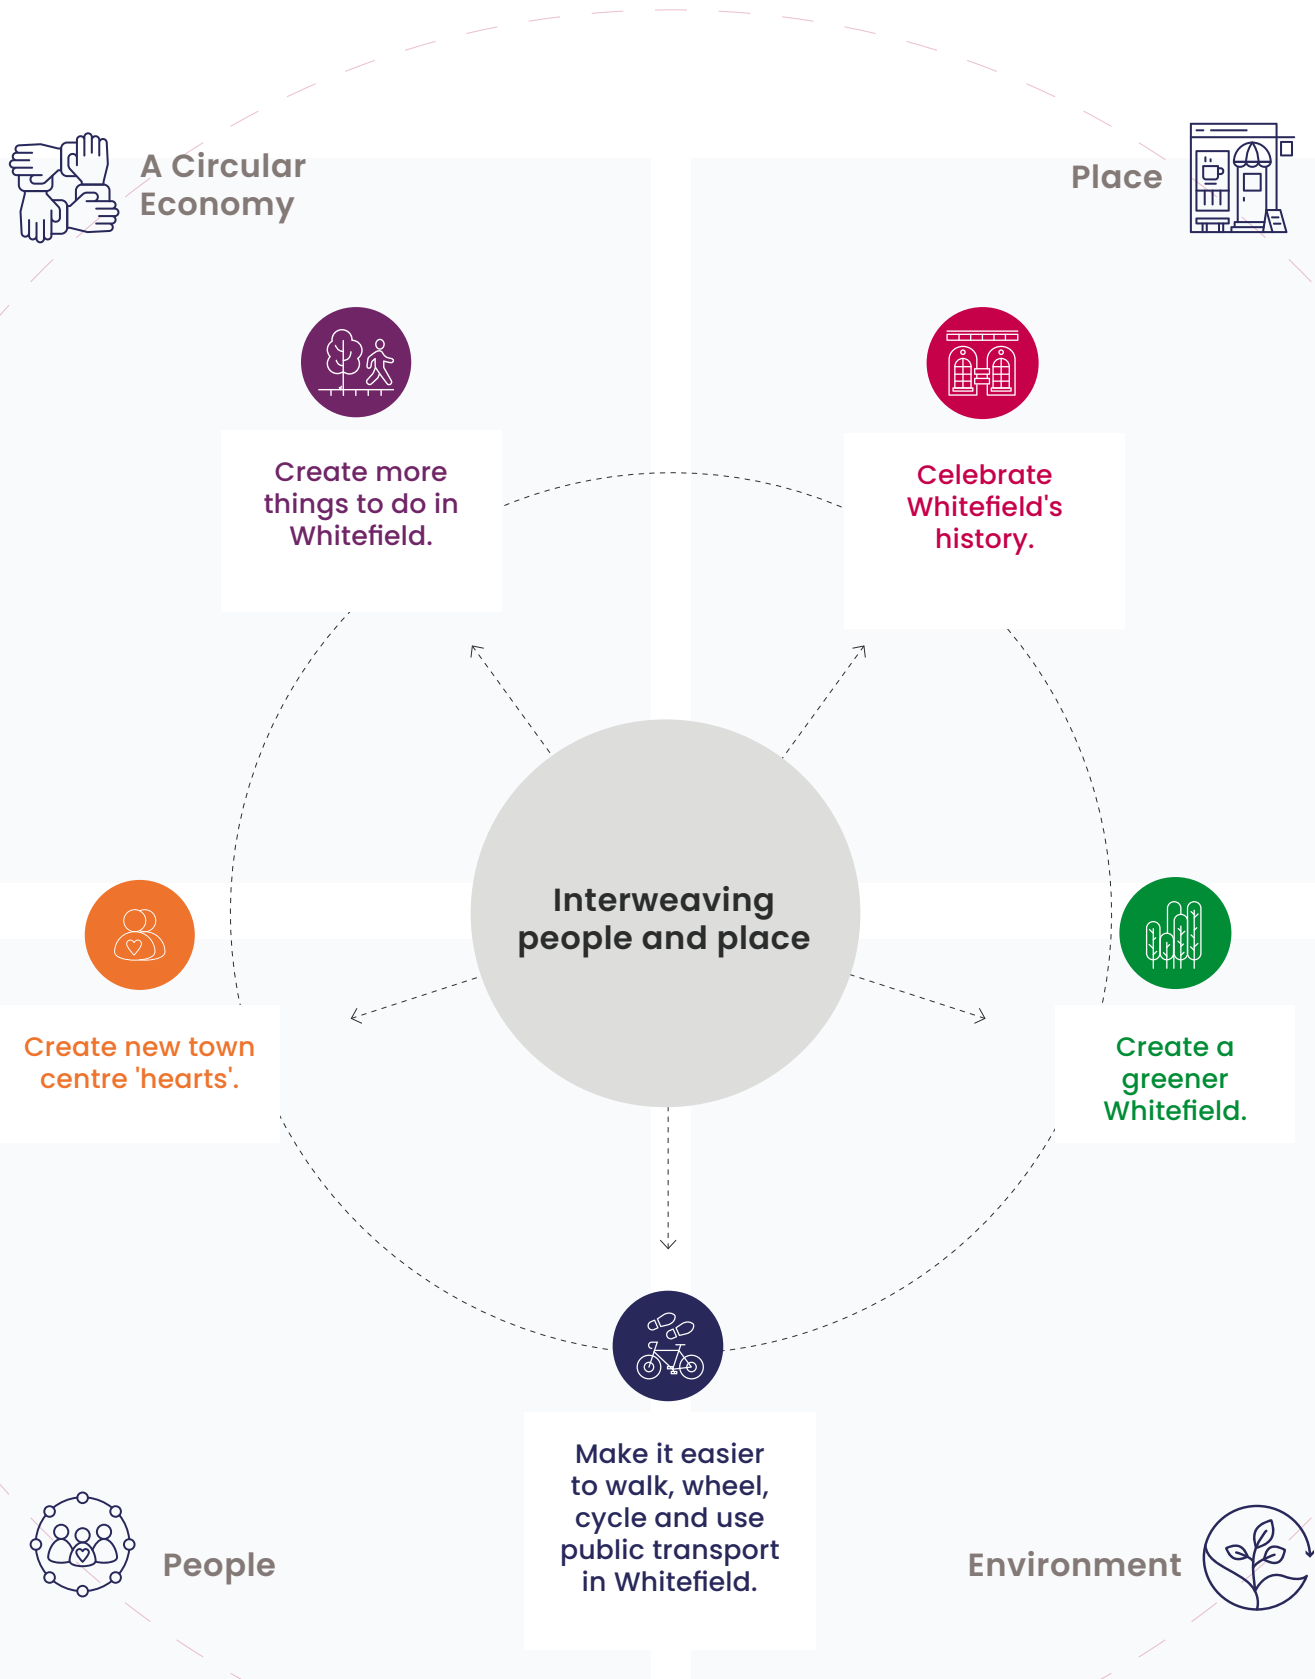 A Circular
Economy
Place
Create more
things to do in
Whitefield.
Celebrate
Whitefield's
history.
Interweaving
people and place
Create new town
centre 'hearts'.
Create a
greener
Whitefield.
Make it easier
to walk, wheel,
cycle and use
public transport
in Whitefield.
People
Environment